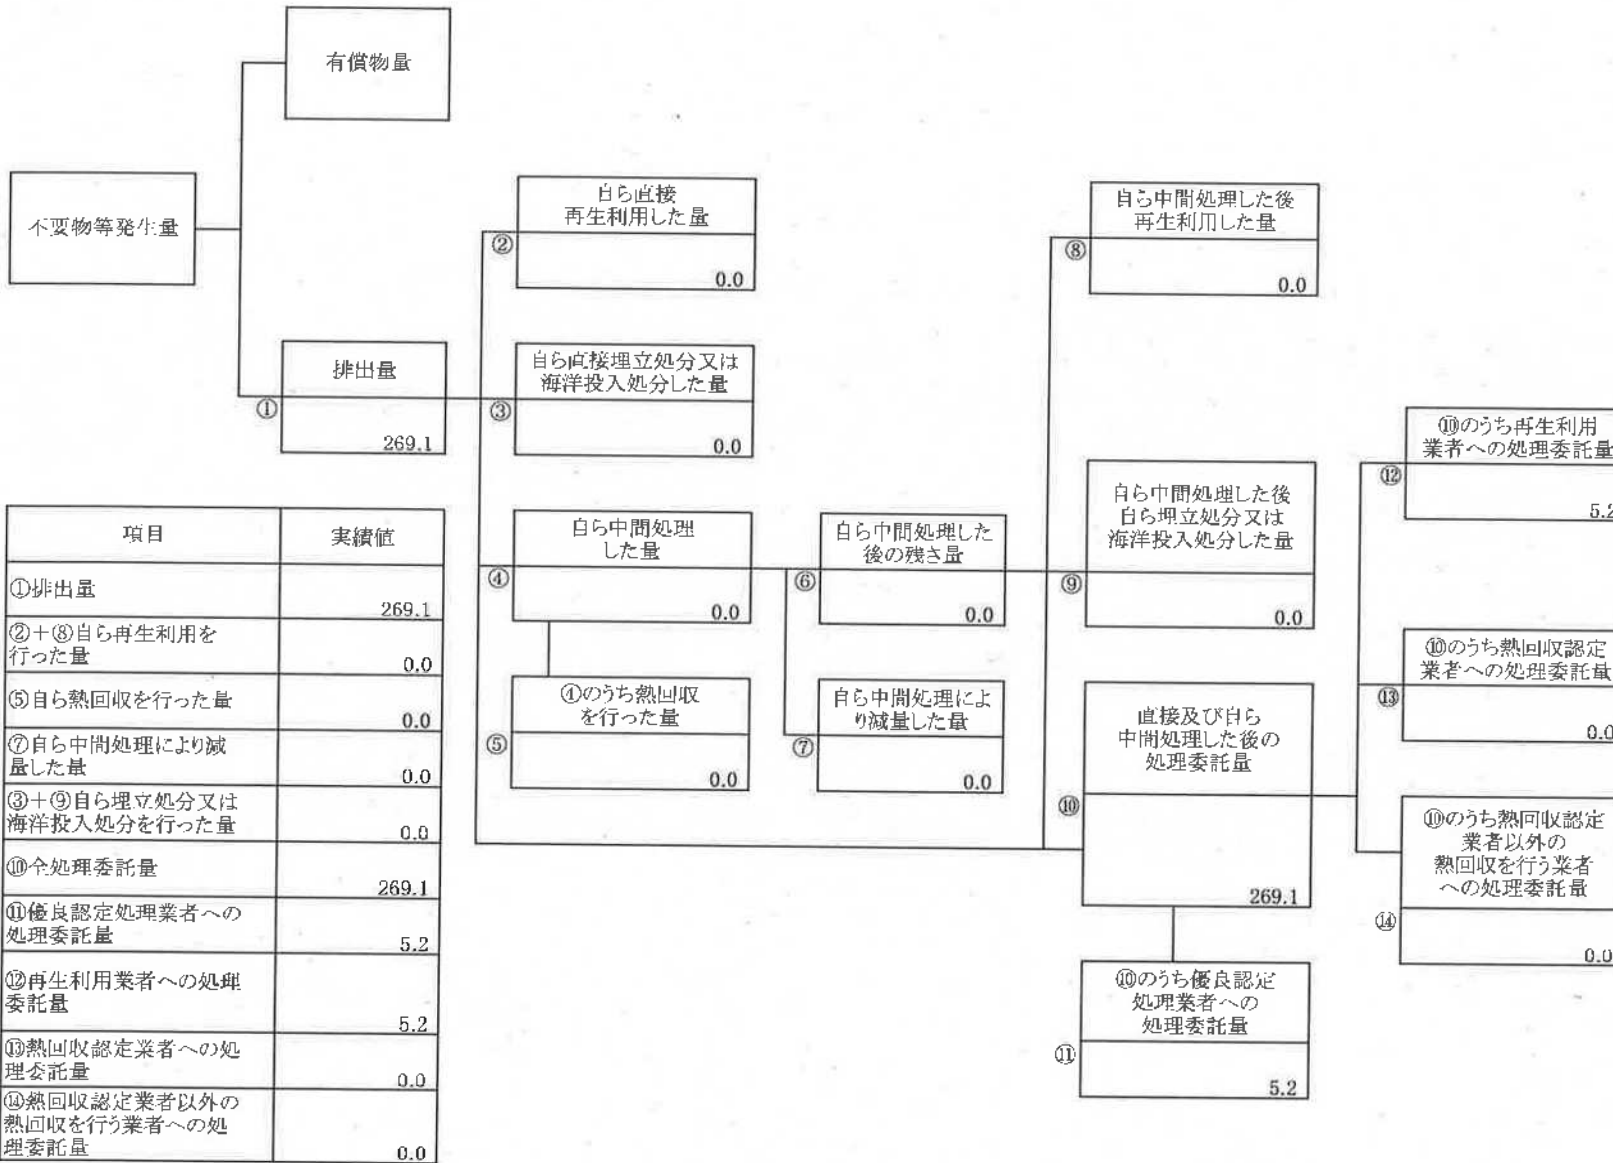 有償物量
不要物等発生量
排出量
①
269.1
自ら直接
再生利用した量
②
0.0
自ら直接埋立処分又は
海洋投入処分した量
③
0.0
自ら中間処理
した量
④
0.0
④のうち熱回収
を行った量
⑤
0.0
自ら中間処理した
後の残さ量
⑥
0.0
自ら中間処理によ
り減量した量
⑦
0.0
自ら中間処理した後
再生利用した量
⑧
0.0
自ら中間処理した後
自ら埋立処分又は
海洋投入処分した量
⑨
0.0
直接及び自ら
中間処理した後の
処理委託量
⑩
269.1
⑩のうち優良認定
処理業者への
処理委託量
⑪
5.2
⑩のうち再生利用
業者への処理委託量
⑫
5.2
⑩のうち熱回収認定
業者への処理委託量
⑬
0.0
⑩のうち熱回収認定
業者以外の
熱回収を行う業者
への処理委託量
⑭
0.0
項目 実績値
①排出量
269.1
②+⑧自ら再生利用を
行った量
0.0
⑤自ら熱回収を行った量
0.0
⑦自ら中間処理により減
量した量
0.0
③+⑨自ら埋立処分又は
海洋投入処分を行った量
0.0
⑩全処理委託量
269.1
⑪優良認定処理業者への
処理委託量
5.2
⑫再生利用業者への処理
委託量
5.2
⑬熱回収認定業者への処
理委託量
0.0
⑭熱回収認定業者以外の
熱回収を行う業者への処
理委託量
0.0